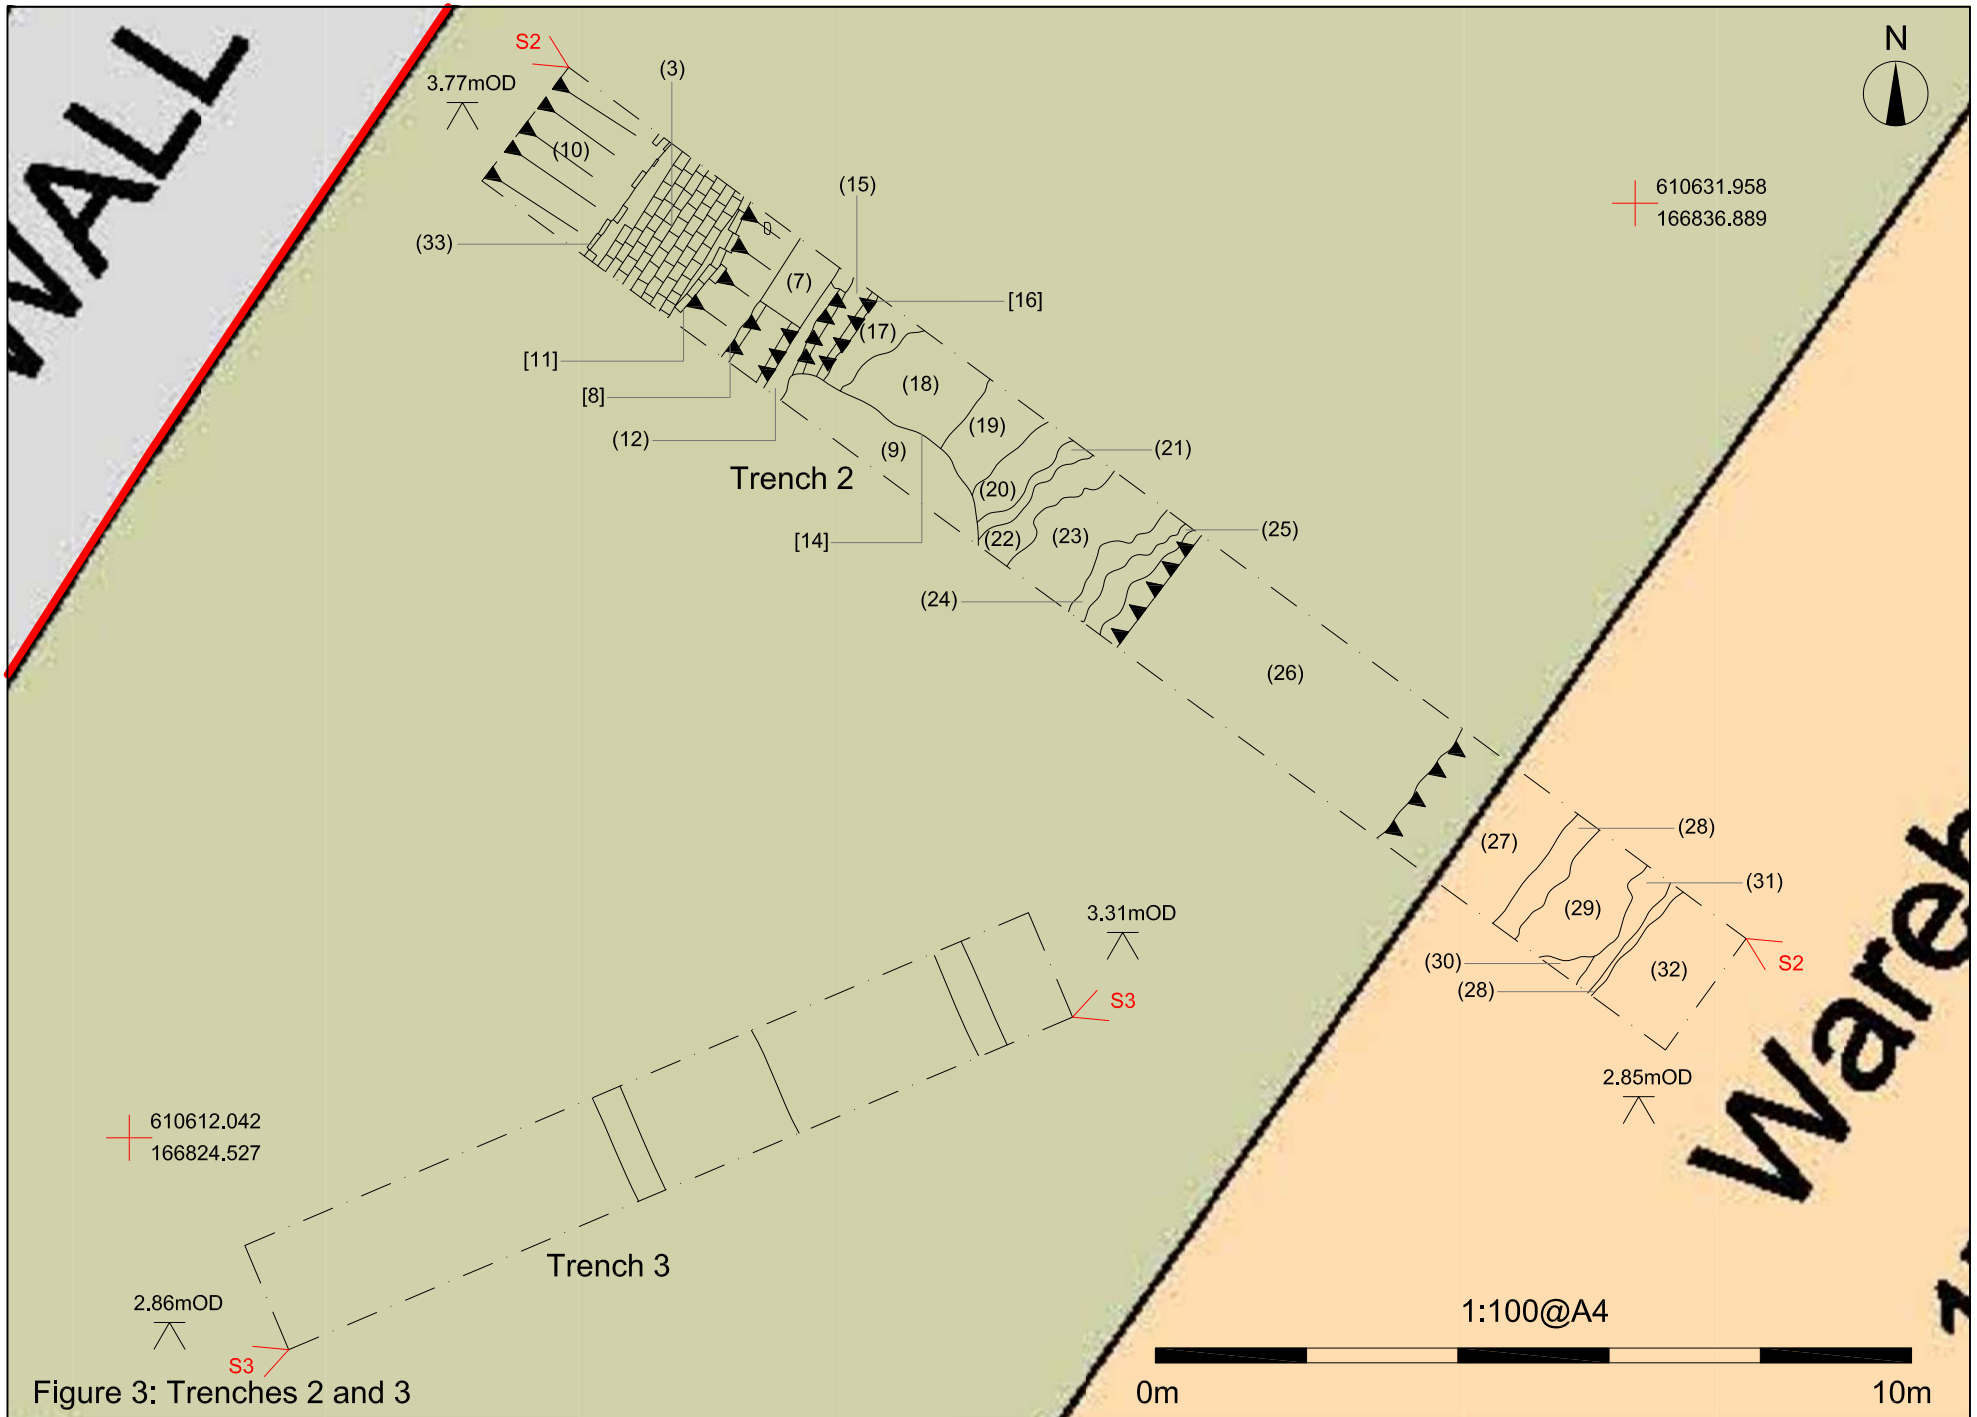 WALL
S2
3.77mOD
(3)
N
(10)
(15)
610631.958
166836.889
(33)
(7)
[16]
(17)
[11]
(18)
[8]
(19)
(12)
(9)
(21)
Trench 2
(20)
(25)
[14]
(22)
(23)
(24)
(26)
(27)
(28)
(31)
(29)
3.31mOD
(30)
(32)
S2
(28)
S3
2.85mOD
610612.042
166824.527
Wareh
Trench 3
2.86mOD
1:100@A4
S3
Figure 3: Trenches 2 and 3
0m
10m